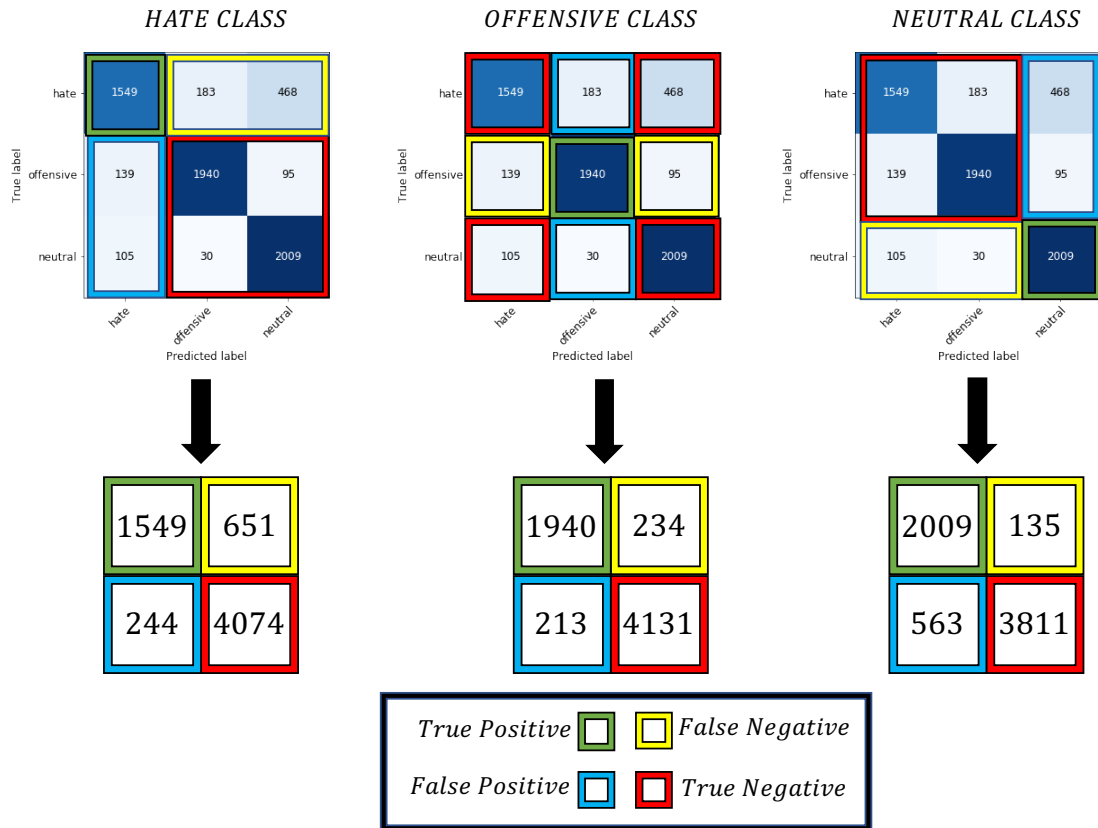 HATE CLASS
OFFENSIVE CLASS
NEUTRAL CLASS
True label
hate 1549 183 468
offensive 139 1940 95
neutral 105 30 2009
hate offensive neutral
Predicted label
True label
hate 1549 183 468
offensive 139 1940 95
neutral 105 30 2009
hate offensive neutral
Predicted label
True label
hate 1549 183 468
offensive 139 1940 95
neutral 105 30 2009
hate offensive neutral
Predicted label
1549 651
244 4074
1940 234
213 4131
2009 135
563 3811
True Positive False Negative
False Positive True Negative